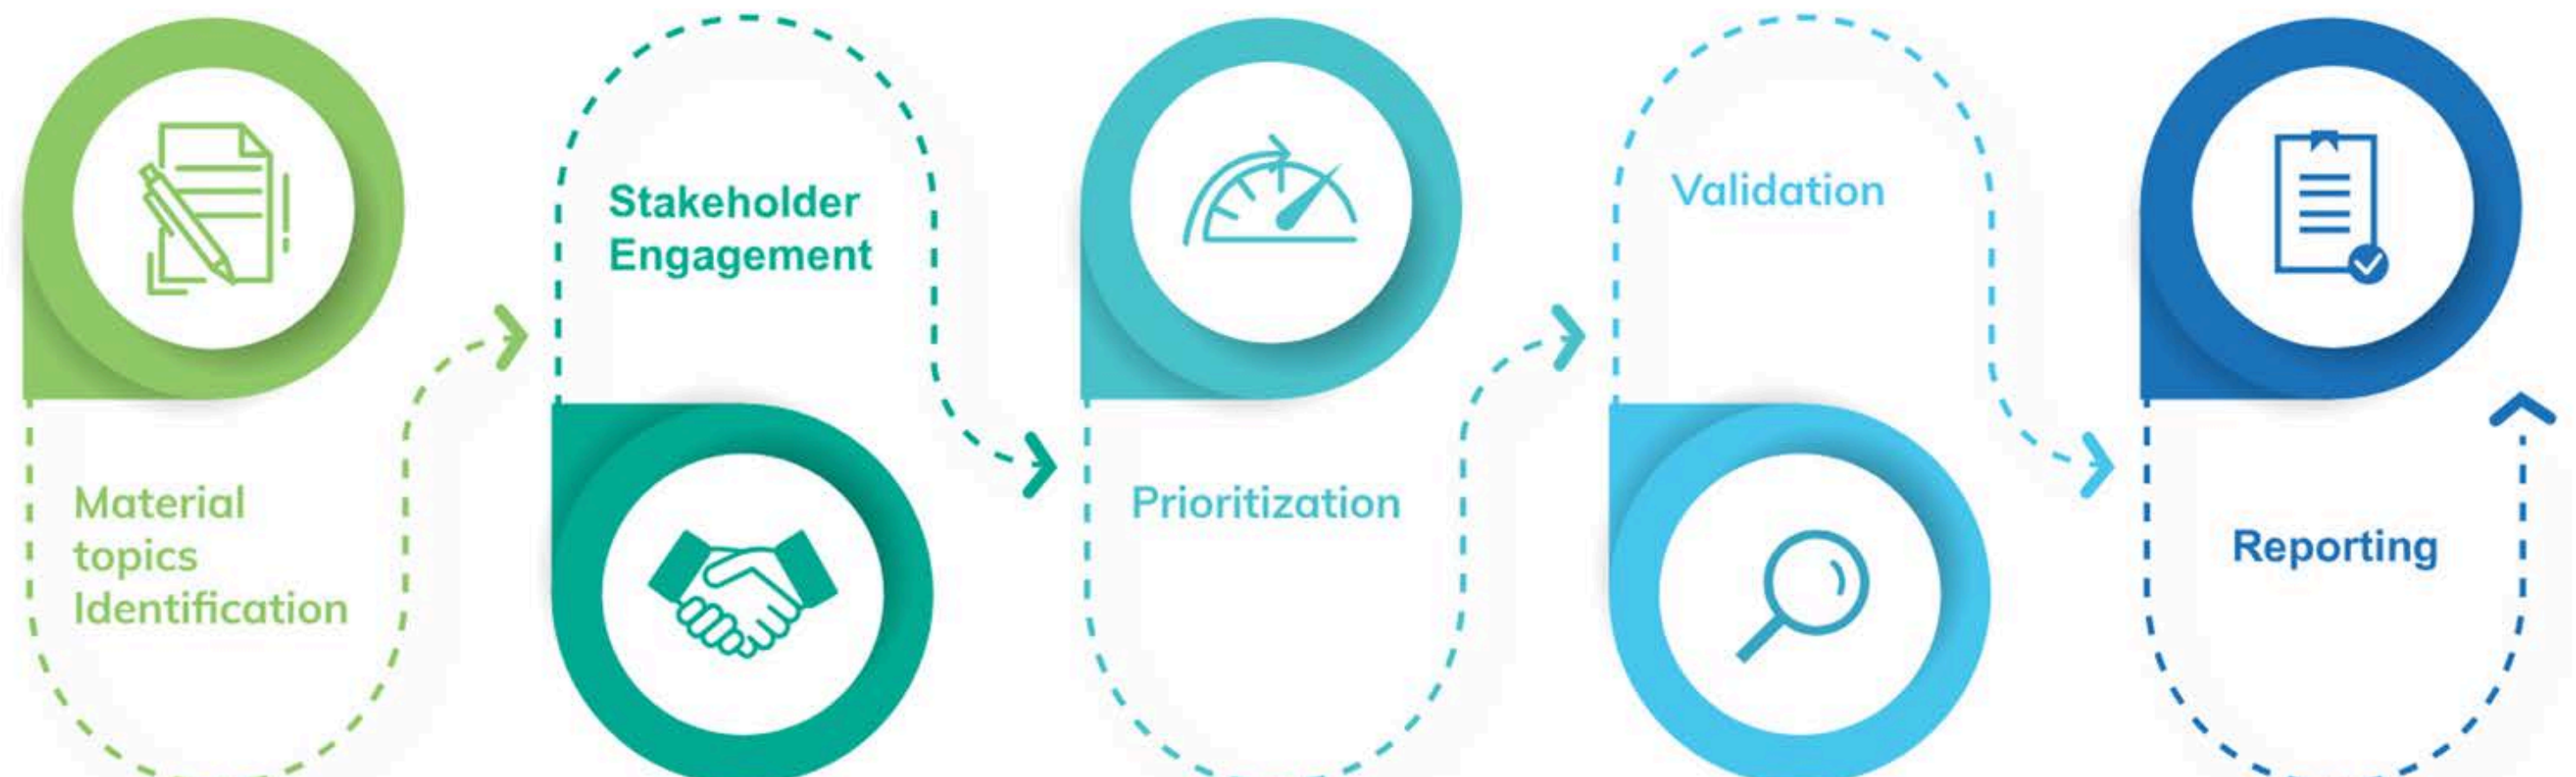 Material
topics
Identification
Stakeholder
Engagement
Prioritization
Validation
Reporting